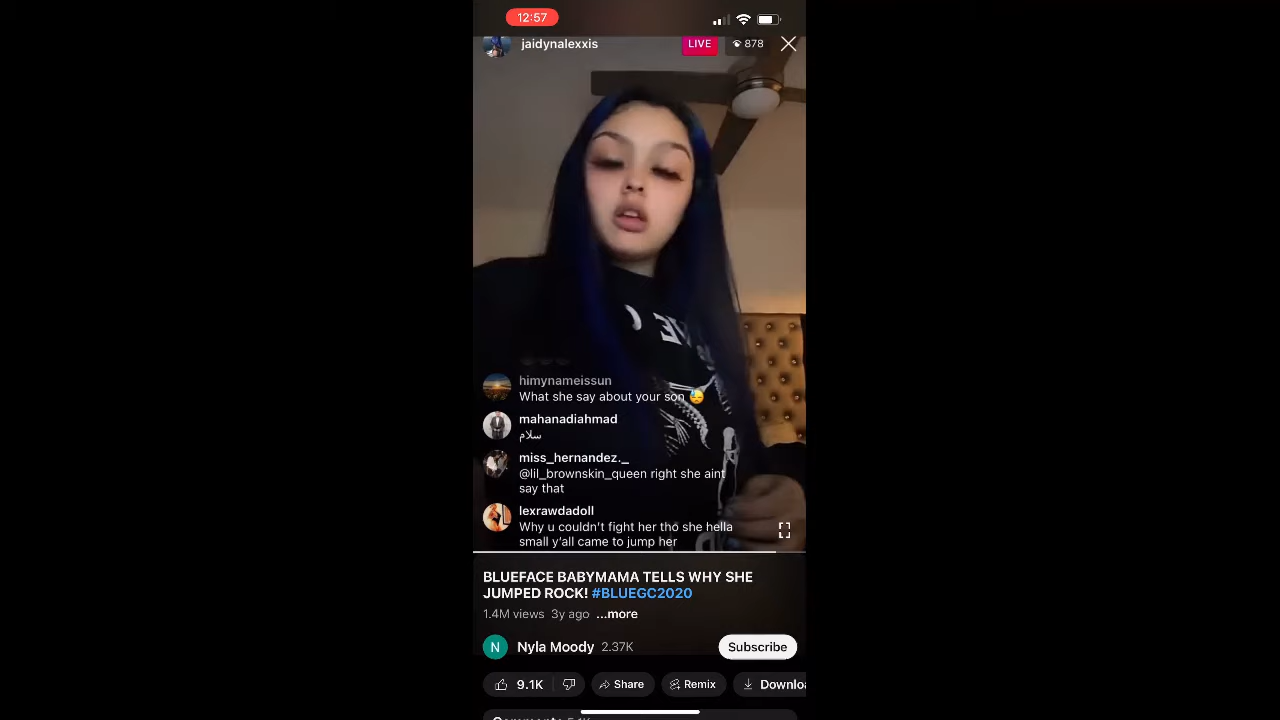 12:57
jaidynalexxis LIVE 878
himynameissun
What she say about your son 😓
mahanadiahmad
سلام
miss_hernandez._
@lil_brownskin_queen right she aint
say that
lexrawdadoll
Why u couldn't fight her tho she hella
small y'all came to jump her
BLUEFACE BABYMAMA TELLS WHY SHE
JUMPED ROCK! #BLUEGC2020
1.4M views 3y ago ...more
N Nyla Moody 2.37K Subscribe
9.1K Share Remix Downloa